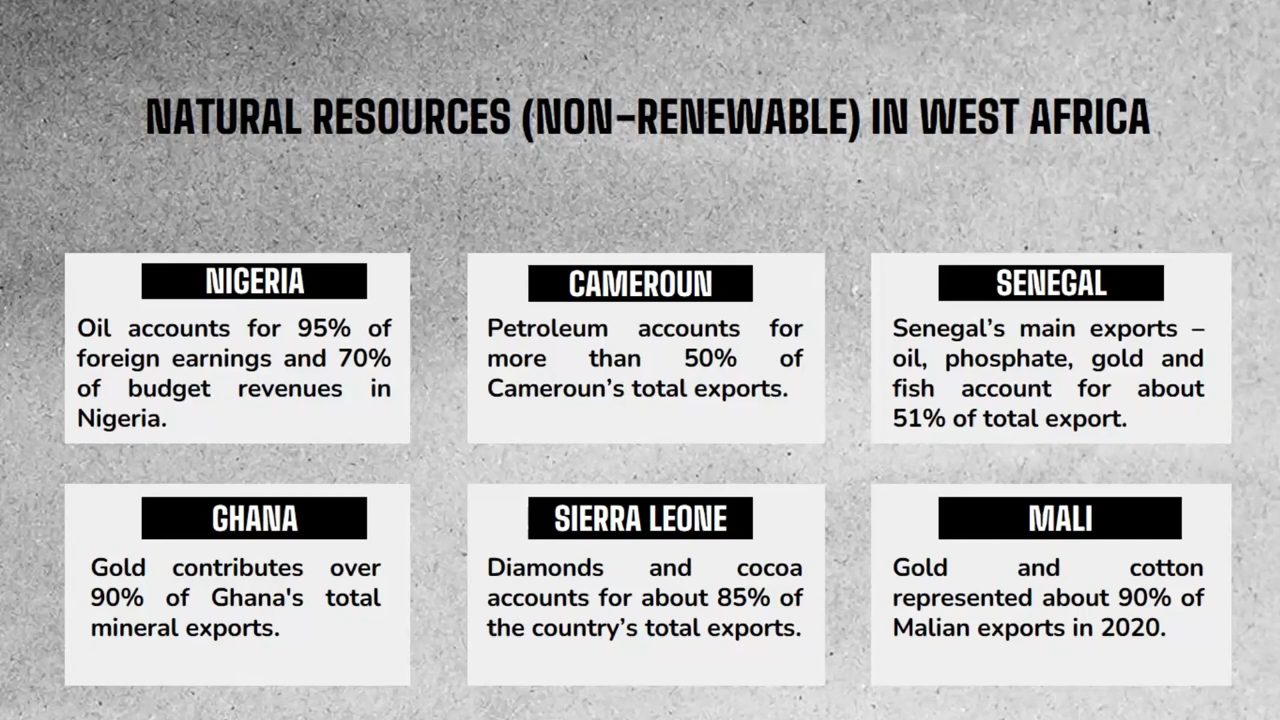 NATURAL RESOURCES (NON-RENEWABLE) IN WEST AFRICA
NIGERIA
Oil accounts for 95% of
foreign earnings and 70%
of budget revenues in
Nigeria.
CAMEROUN
Petroleum accounts for
more than 50% of
Cameroun’s total exports.
SENEGAL
Senegal’s main exports –
oil, phosphate, gold and
fish account for about
51% of total export.
GHANA
Gold contributes over
90% of Ghana's total
mineral exports.
SIERRA LEONE
Diamonds and cocoa
accounts for about 85% of
the country’s total exports.
MALI
Gold and cotton
represented about 90% of
Malian exports in 2020.